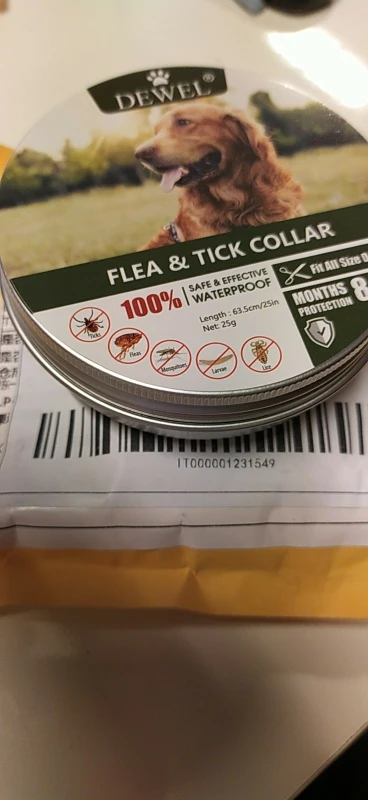 DEWEL®
FLEA & TICK COLLAR
100% SAFE & EFFECTIVE
WATERPROOF
Length : 63.5cm/25in
Net: 25g
Fit All Size
MONTHS 8
PROTECTION
Ticks
Fleas
Mosquitoes
Larvae
Lice
IT000001231549